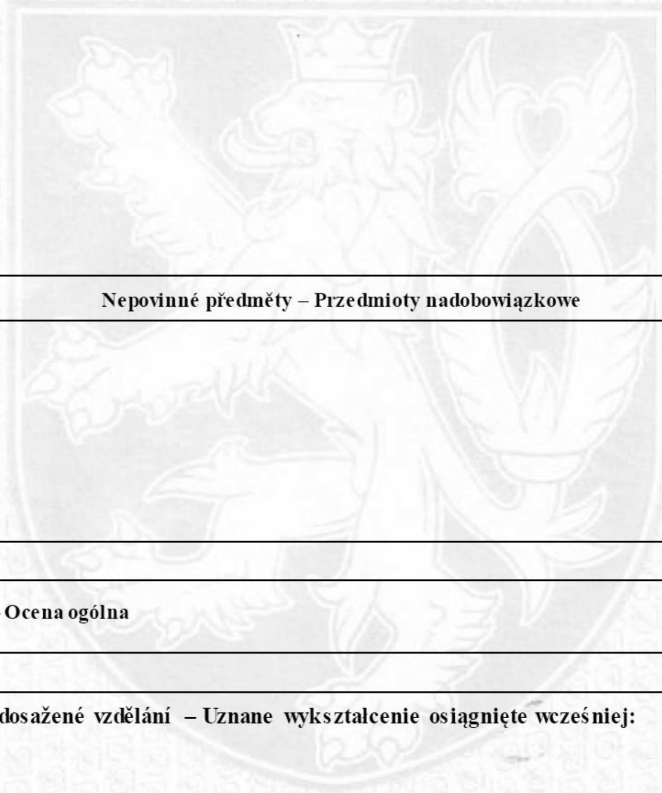 Nepovinné předměty – Przedmioty nadobowiązkowe
Ocena ogólna
dosažené vzdělání – Uznane wykształcenie osiągnięte wcześniej: